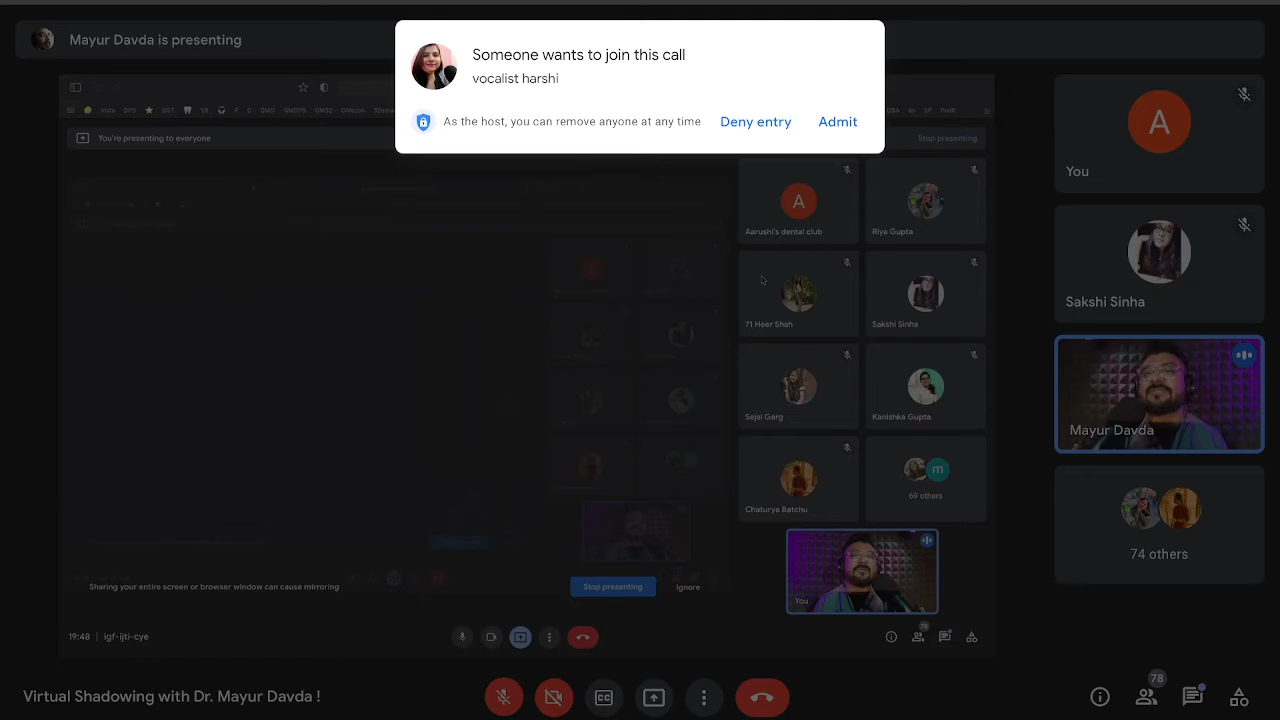 Mayur Davda is presenting
Someone wants to join this call
vocalist harshi
As the host, you can remove anyone at any time
Deny entry
Admit
You're presenting to everyone
Stop presenting
A
You
A
Aarushi's dental club
Riya Gupta
71 Heer Shah
Sakshi Sinha
Sakshi Sinha
Sejal Garg
Kanishka Gupta
Mayur Davda
Chaturya Batchu
m
69 others
74 others
Sharing your entire screen or browser window can cause mirroring
Stop presenting
Ignore
You
19:48 | igf-ijti-cye
78
Virtual Shadowing with Dr. Mayur Davda !
CC
78